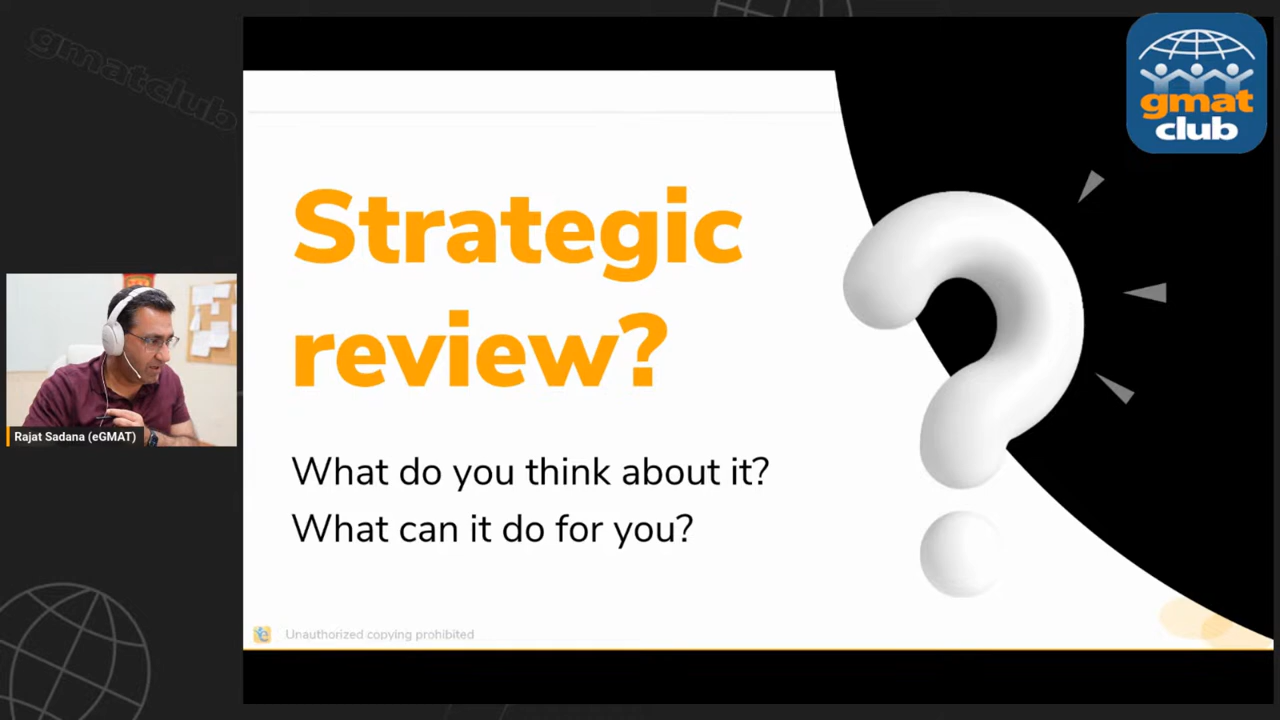 gmatclub
gmat
club
Strategic
review?
What do you think about it?
What can it do for you?
Rajat Sadana (eGMAT)
Unauthorized copying prohibited